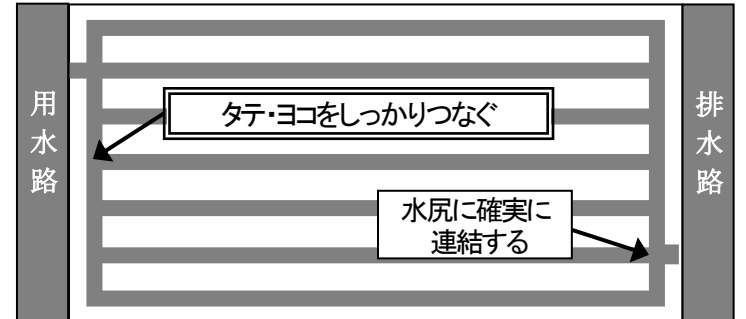 用水路
タテ・ヨコをしっかりつなぐ
水尻に確実に
連結する
排水路